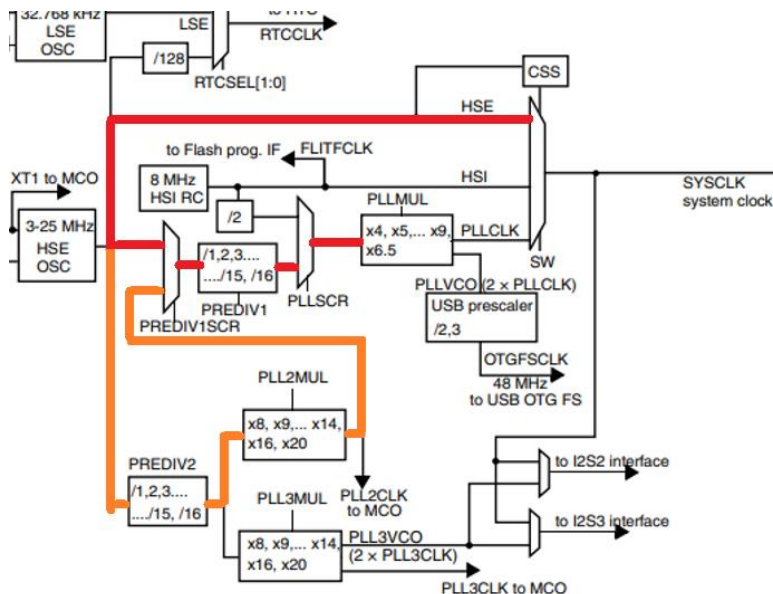 32.768 kHz
LSE
OSC
LSE
RTCCLK
/128
RTCSEL[1:0]
CSS
HSE
to Flash prog. IF
FLITFCLK
XT1 to MCO
8 MHz
HSI RC
HSI
SYSCLK
system clock
/2
PLLMUL
x4, x5,... x9,
x6.5
PLLCLK
3-25 MHz
HSE
OSC
/1,2,3....
..../15, /16
SW
PLLSCR
PREDIV1
PREDIV1SCR
PLLVCO (2 × PLLCLK)
USB prescaler
/2,3
OTGFSCLK
48 MHz
to USB OTG FS
PLL2MUL
x8, x9,... x14,
x16, x20
PREDIV2
/1,2,3....
..../15, /16
PLL2CLK
to MCO
to I2S2 interface
PLL3MUL
x8, x9,... x14,
x16, x20
PLL3VCO
(2 × PLL3CLK)
to I2S3 interface
PLL3CLK to MCO